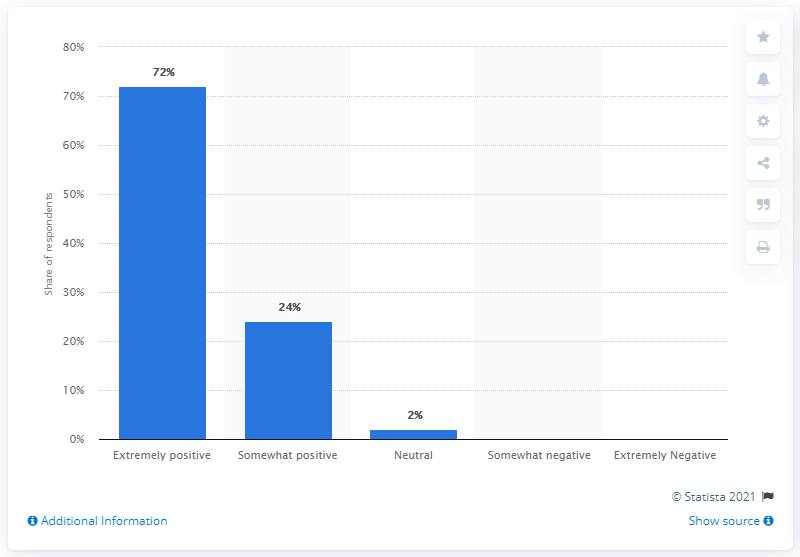 80%
72%
70%
60%
50%
40%
30%
24%
20%
10%
2%
0%
Share of respondents
Extremely positive
Somewhat positive
Neutral
Somewhat negative
Extremely Negative
© Statista 2021
Additional Information
Show source